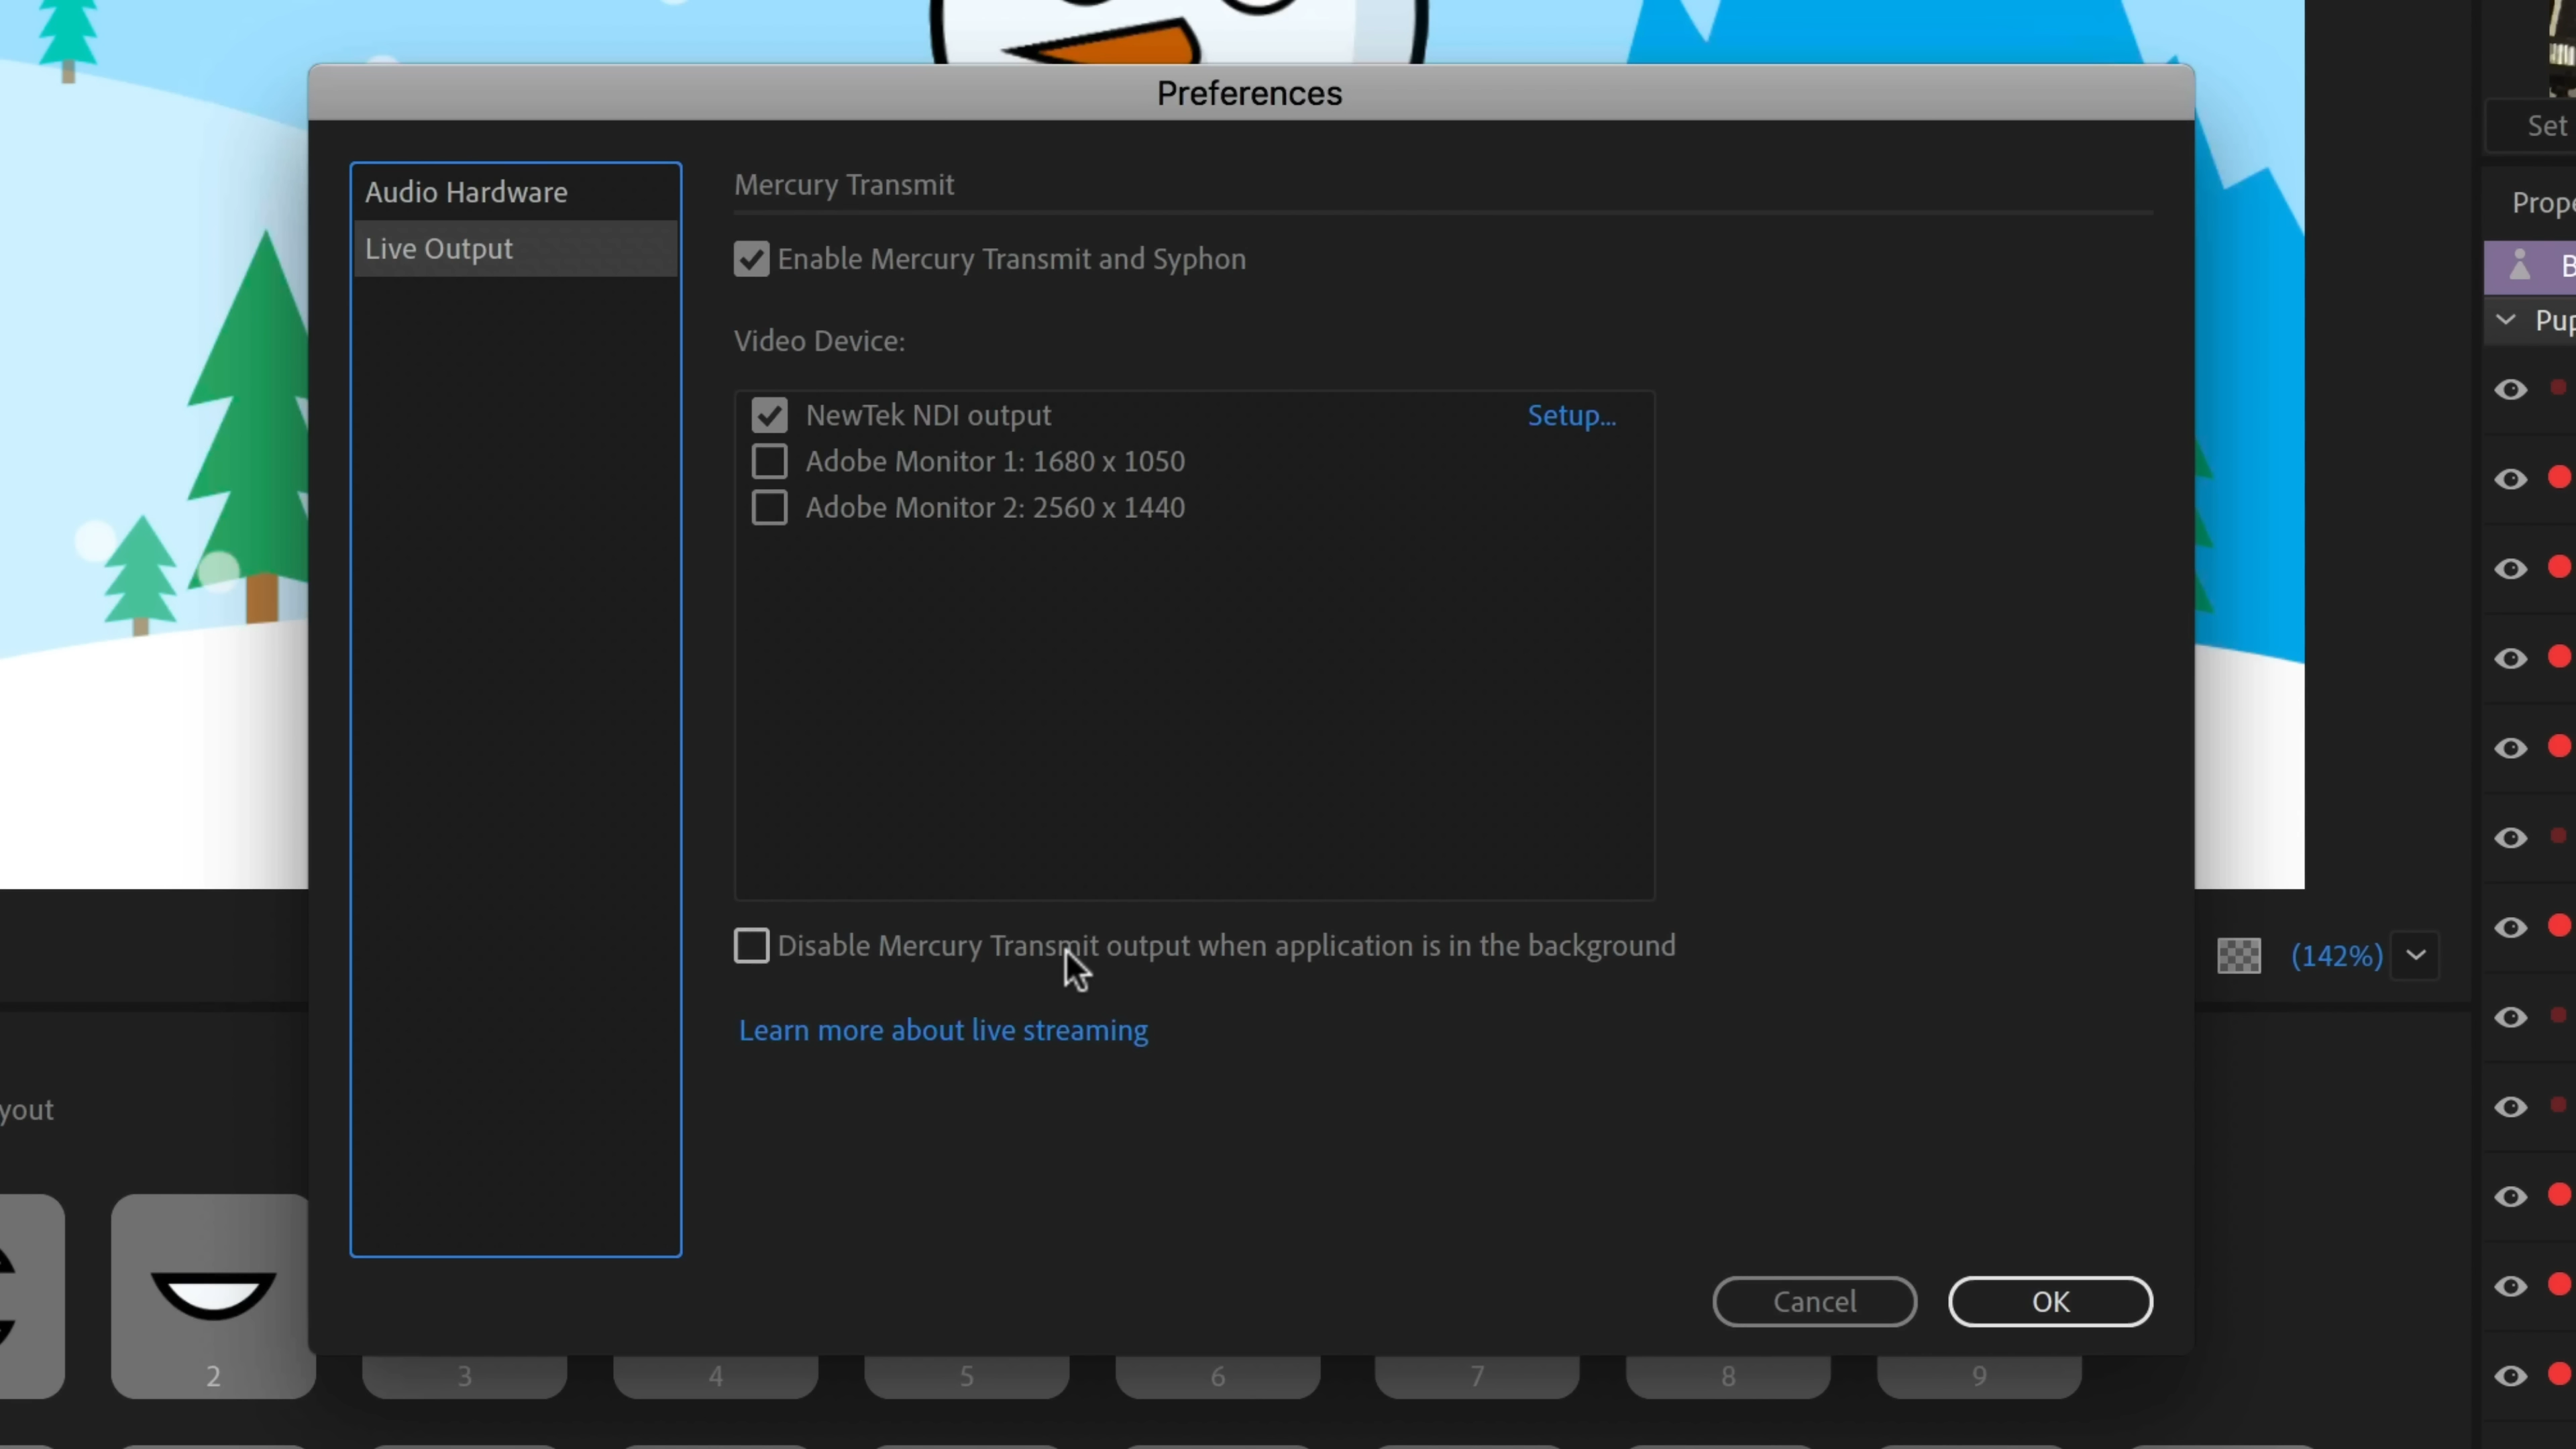 Preferences
Audio Hardware
Live Output
Mercury Transmit
Enable Mercury Transmit and Syphon
Video Device:
NewTek NDI output
Setup...
Adobe Monitor 1: 1680 x 1050
Adobe Monitor 2: 2560 x 1440
Disable Mercury Transmit output when application is in the background
Learn more about live streaming
Cancel
OK
Set
Prope
B
Pup
(142%)
yout
2
3
4
5
6
7
8
9